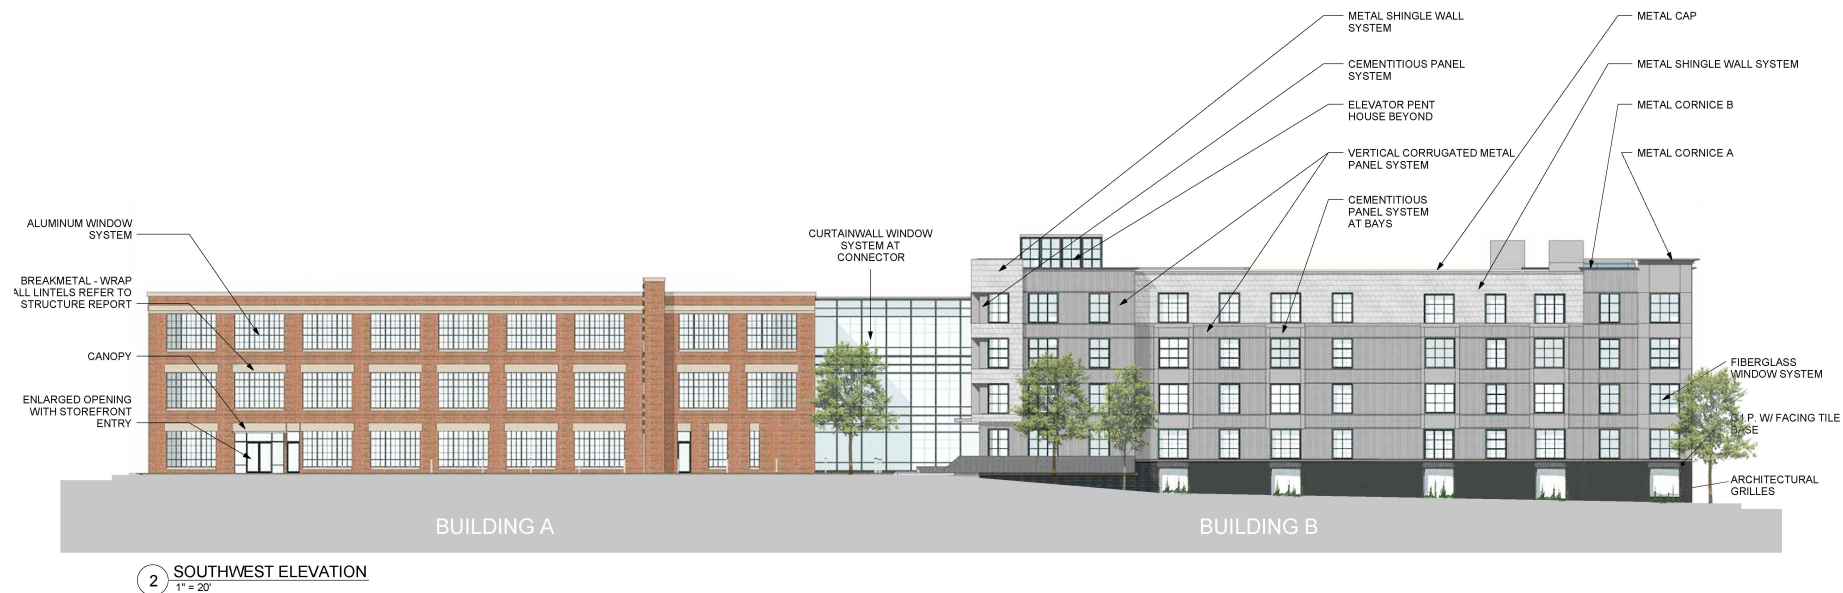 METAL SHINGLE WALL
SYSTEM
METAL CAP
CEMENTITIOUS PANEL
SYSTEM
METAL SHINGLE WALL SYSTEM
ELEVATOR PENT
HOUSE BEYOND
METAL CORNICE B
VERTICAL CORRUGATED METAL
PANEL SYSTEM
METAL CORNICE A
CEMENTITIOUS
PANEL SYSTEM
AT BAYS
ALUMINUM WINDOW
SYSTEM
CURTAINWALL WINDOW
SYSTEM AT
CONNECTOR
BREAKMETAL - WRAP
ALL LINTELS REFER TO
STRUCTURE REPORT
CANOPY
ENLARGED OPENING
WITH STOREFRONT
ENTRY
FIBERGLASS
WINDOW SYSTEM
C.I.P. W/ FACING TILE
BASE
ARCHITECTURAL
GRILLES
BUILDING A
BUILDING B
2
SOUTHWEST ELEVATION
1" = 20'